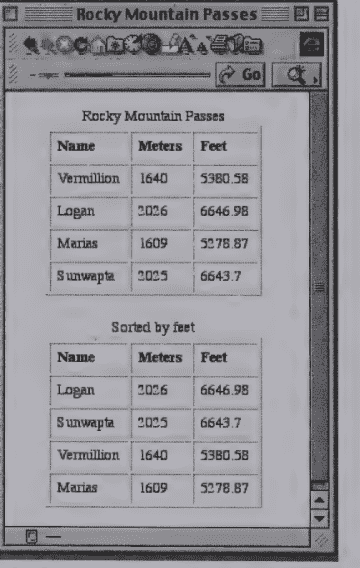 Rocky Mountain Passes
Go
Rocky Mountain Passes
Name Meters Feet
Vermillion 1640 5380.58
Logan 2026 6646.98
Marias 1609 5278.87
Sunwapta 2025 6643.7
Sorted by feet
Name Meters Feet
Logan 2026 6646.98
Sunwapta 2025 6643.7
Vermillion 1640 5380.58
Marias 1609 5278.87